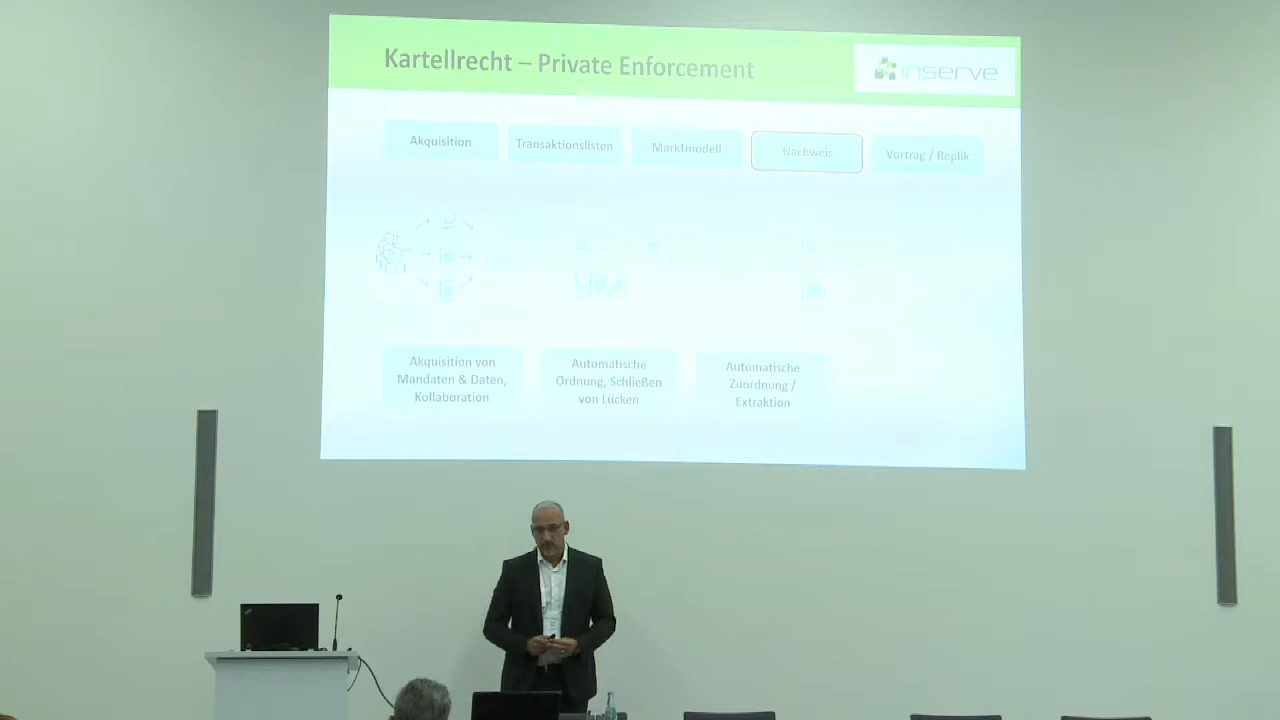 Kartellrecht – Private Enforcement
inserve
Akquisition
Transaktionslisten
Marktmodell
Nachweis
Vortrag / Replik
Akquisition von
Mandaten & Daten,
Kollaboration
Automatische
Ordnung, Schließen
von Lücken
Automatische
Zuordnung /
Extraktion